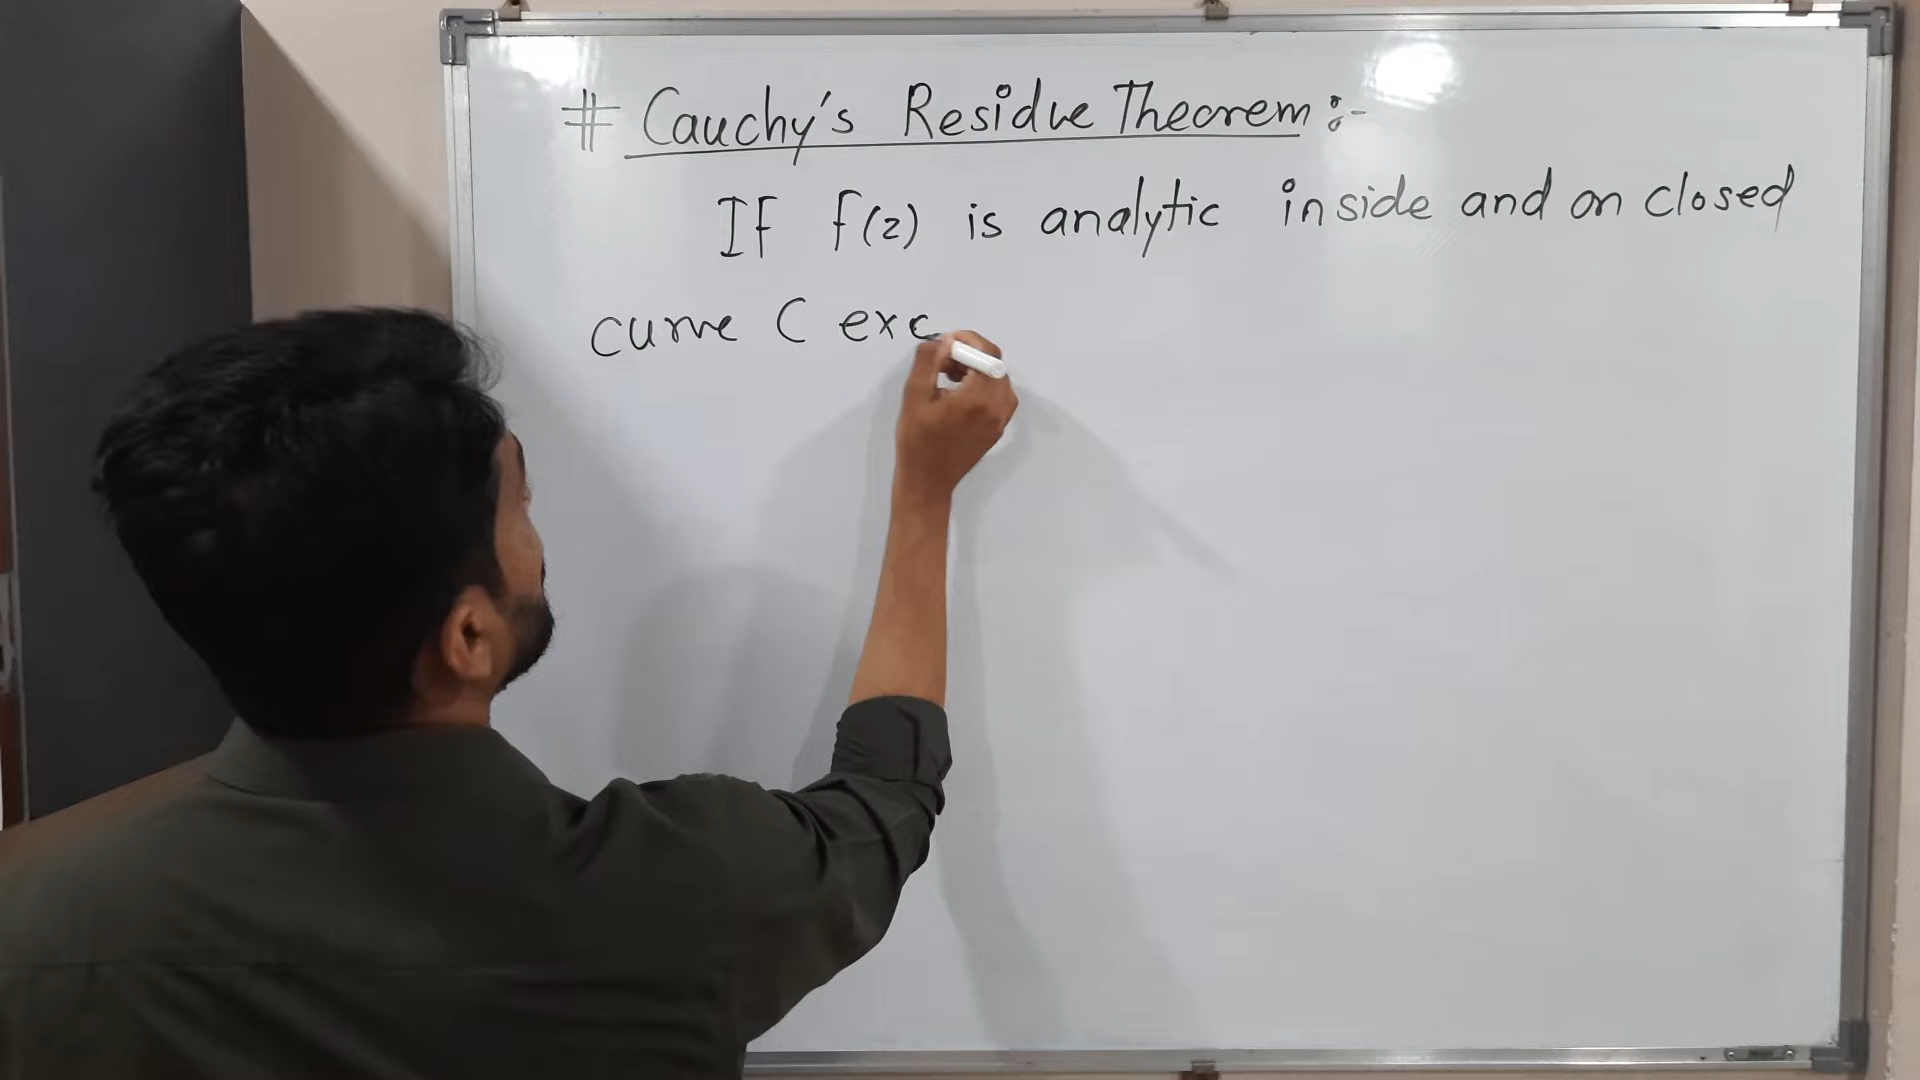 # Cauchy's Residue Theorem :-
If f(z) is analytic inside and on closed
curve C exc